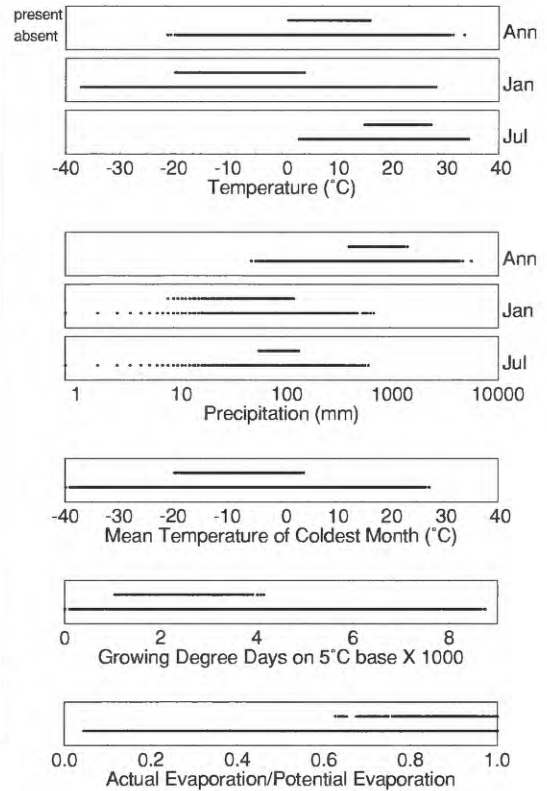 present
absent
Ann
Jan
Jul
-40 -30 -20 -10 0 10 20 30 40
Temperature (˚C)
Ann
Jan
Jul
1 10 100 1000 10000
Precipitation (mm)
-40 -30 -20 -10 0 10 20 30 40
Mean Temperature of Coldest Month (˚C)
0 2 4 6 8
Growing Degree Days on 5˚C base X 1000
0.0 0.2 0.4 0.6 0.8 1.0
Actual Evaporation/Potential Evaporation